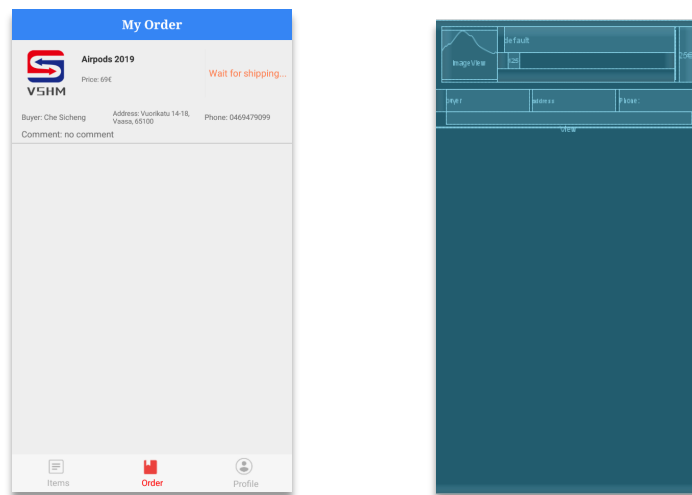 My Order
VSHM
Airpods 2019
Price: 69€
Wait for shipping...
Buyer: Che Sicheng
Address: Vuorikatu 14-18,
Vaasa, 65100
Phone: 0469479099
Comment: no comment
Items
Order
Profile
ImageView
default
address
Phone:
View